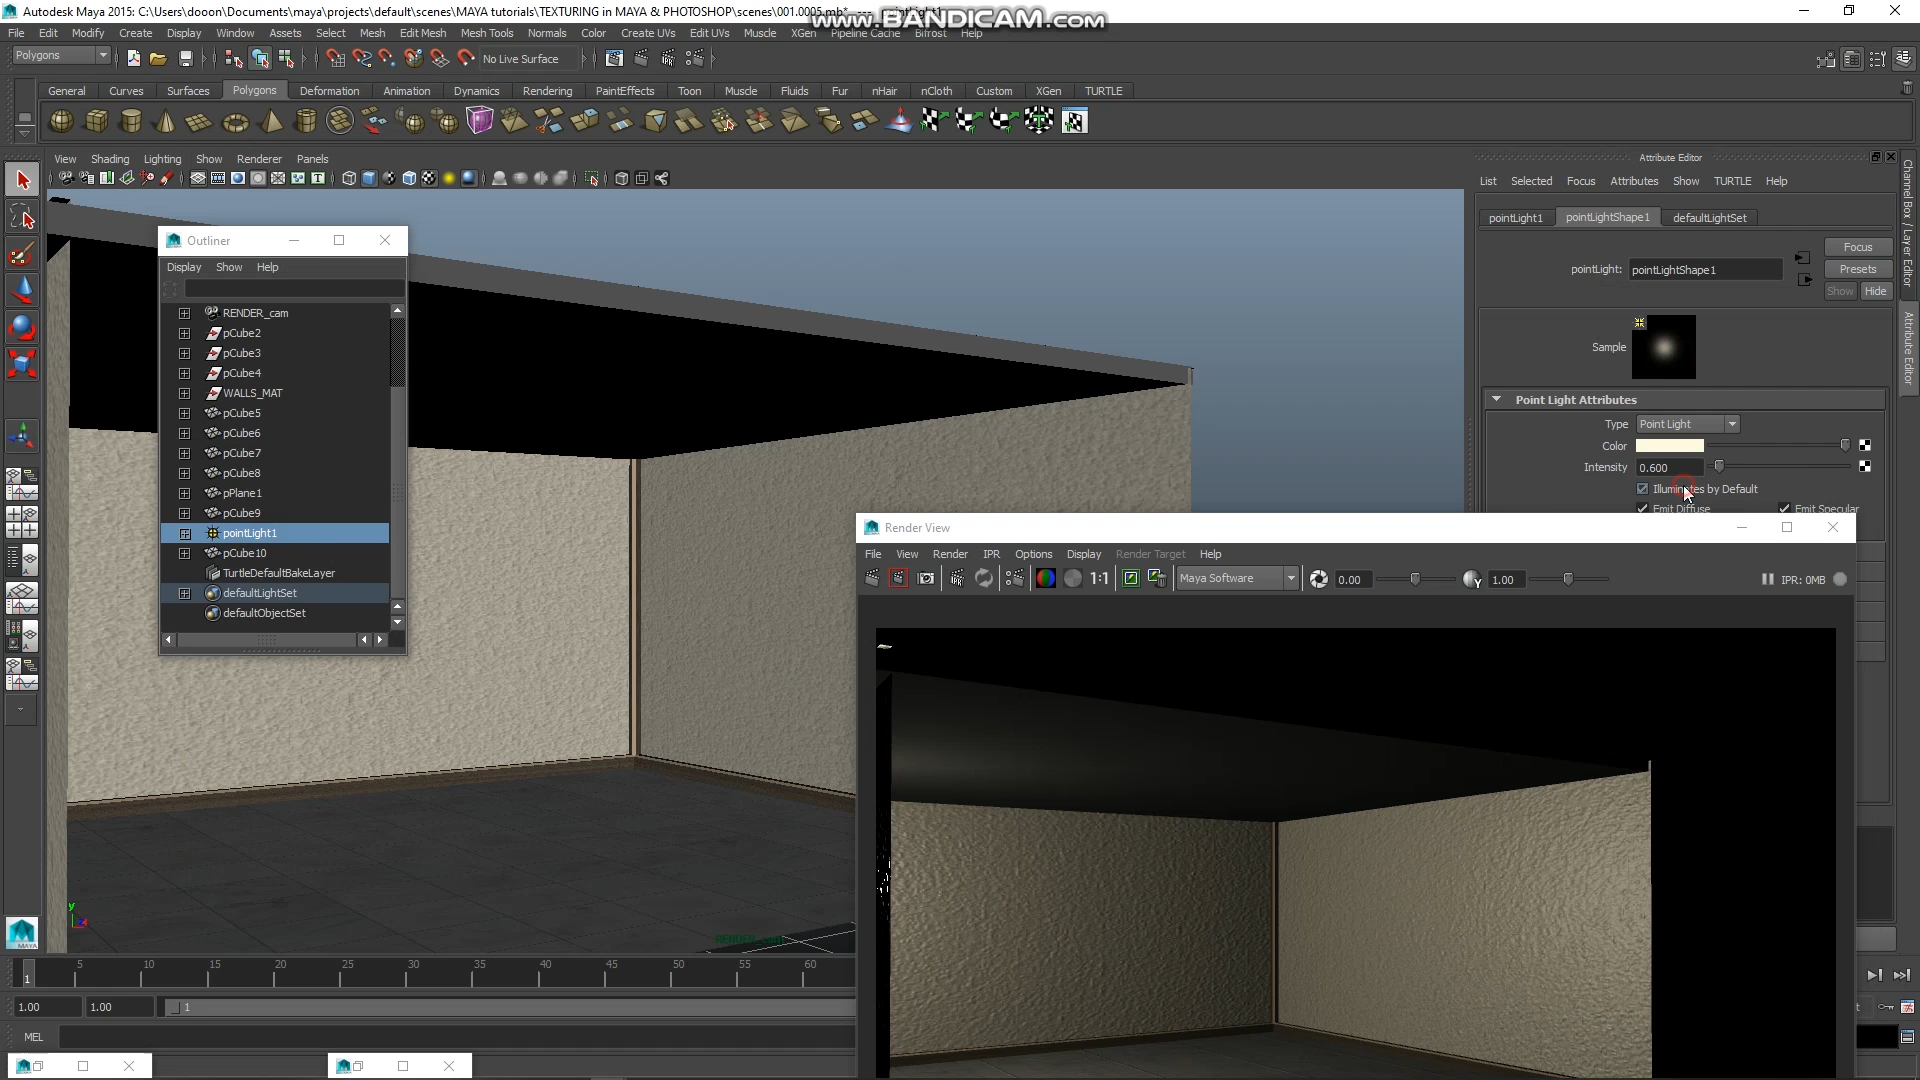 Autodesk Maya 2015: C:\Users\dooon\Documents\maya\projects\default\scenes\MAYA tutorials\TEXTURING in MAYA & PHOTOSHOP\scenes\001.0005.mb*
www.BANDICAM.com
File Edit Modify Create Display Window Assets Select Mesh Edit Mesh Mesh Tools Normals Color Create UVs Edit UVs Muscle XGen Pipeline Cache Bifrost Help
Polygons No Live Surface
General Curves Surfaces Polygons Deformation Animation Dynamics Rendering PaintEffects Toon Muscle Fluids Fur nHair nCloth Custom XGen TURTLE
View Shading Lighting Show Renderer Panels
Attribute Editor
List Selected Focus Attributes Show TURTLE Help
pointLight1 pointLightShape1 defaultLightSet
pointLight: pointLightShape1
Focus
Presets
Show Hide
Sample
Point Light Attributes
Type Point Light
Color
Intensity 0.600
Illuminates by Default
Emit Diffuse Emit Specular
Channel Box / Layer Editor
Attribute Editor
Outliner
Display Show Help
RENDER_cam
pCube2
pCube3
pCube4
WALLS_MAT
pCube5
pCube6
pCube7
pCube8
pPlane1
pCube9
pointLight1
pCube10
TurtleDefaultBakeLayer
defaultLightSet
defaultObjectSet
Render View
File View Render IPR Options Display Render Target Help
1:1 Maya Software 0.00 1.00 IPR: 0MB
RENDER_cam
1 5 10 15 20 25 30 35 40 45 50 55 60
1.00 1.00 1
MEL
MAYA